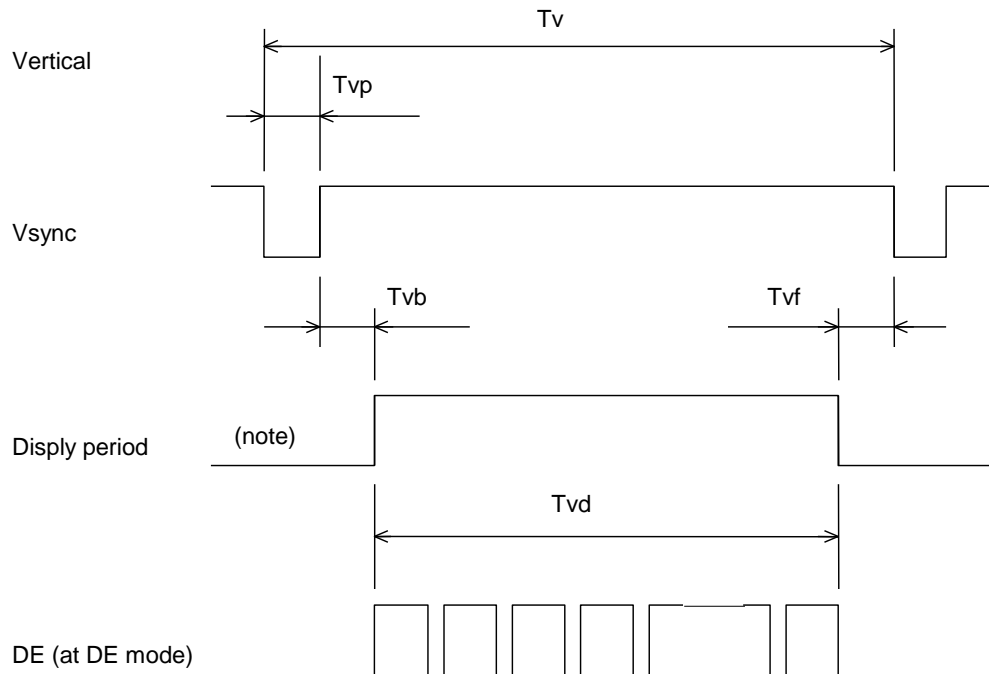 Tv
Vertical
Tvp
Vsync
Tvb
Tvf
Disply period
(note)
Tvd
DE (at DE mode)